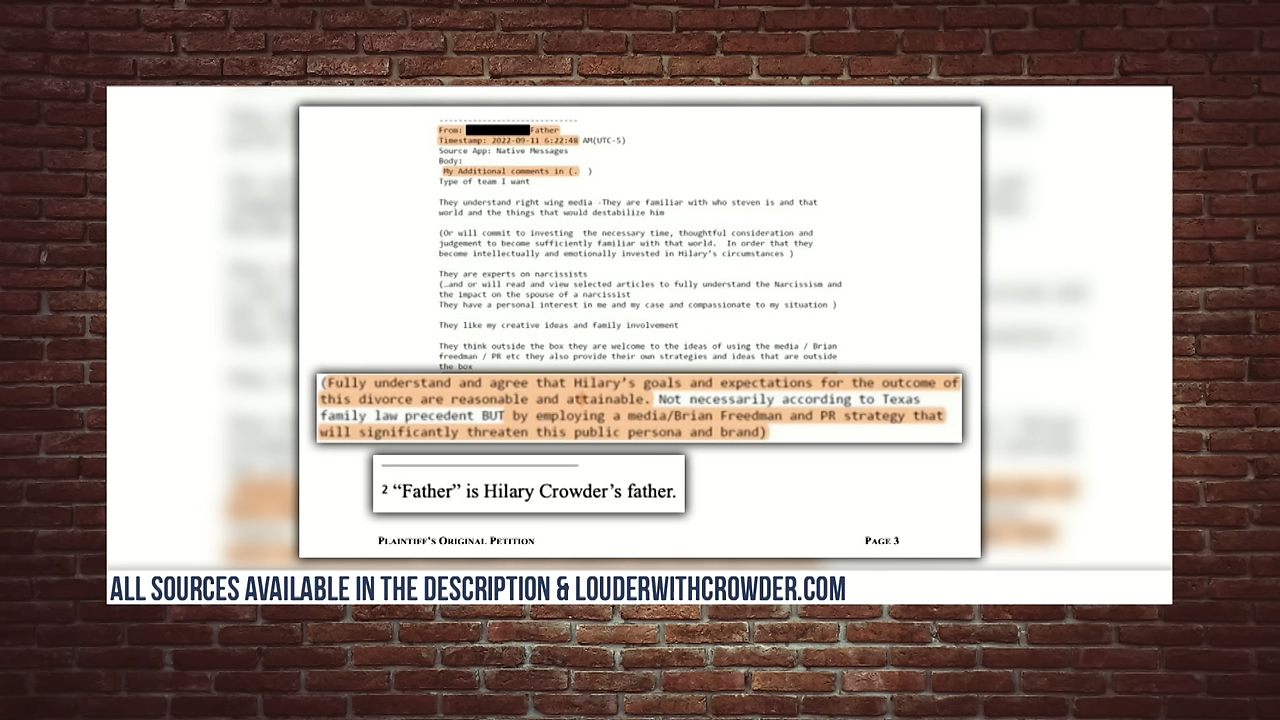 ------------------------------
From: Father
Timestamp: 2022-09-11 6:22:48 AM(UTC-5)
Source App: Native Messages
Body:
My Additional comments in (. )
Type of team I want
They understand right wing media -They are familiar with who steven is and that
world and the things that would destabilize him
(Or will commit to investing the necessary time, thoughtful consideration and
judgement to become sufficiently familiar with that world. In order that they
become intellectually and emotionally invested in Hilary's circumstances )
They are experts on narcissists
(…and or will read and view selected articles to fully understand the Narcissism and
the impact on the spouse of a narcissist
They have a personal interest in me and my case and compassionate to my situation )
They like my creative ideas and family involvement
They think outside the box they are welcome to the ideas of using the media / Brian
freedman / PR etc they also provide their own strategies and ideas that are outside
the box
(Fully understand and agree that Hilary's goals and expectations for the outcome of
this divorce are reasonable and attainable. Not necessarily according to Texas
family law precedent BUT by employing a media/Brian Freedman and PR strategy that
will significantly threaten this public persona and brand)
2 “Father” is Hilary Crowder’s father.
PLAINTIFF'S ORIGINAL PETITION PAGE 3
ALL SOURCES AVAILABLE IN THE DESCRIPTION & LOUDERWITHCROWDER.COM